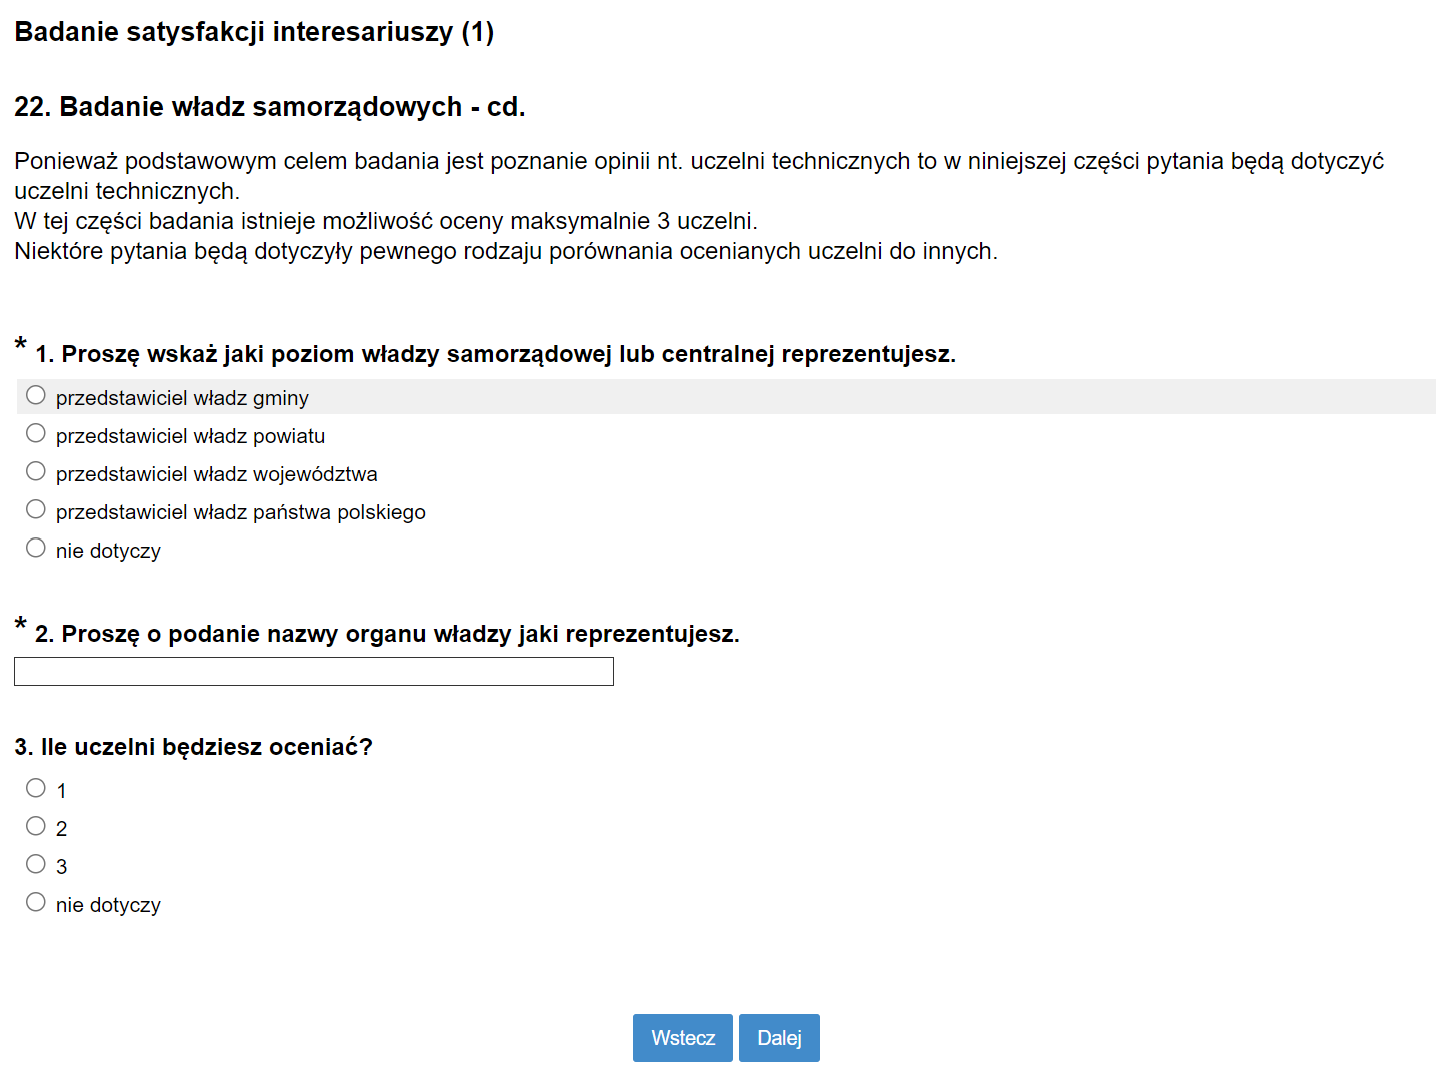 Badanie satysfakcji interesariuszy (1)
22. Badanie władz samorządowych - cd.
Ponieważ podstawowym celem badania jest poznanie opinii nt. uczelni technicznych to w niniejszej części pytania będą dotyczyć
uczelni technicznych.
W tej części badania istnieje możliwość oceny maksymalnie 3 uczelni.
Niektóre pytania będą dotyczyły pewnego rodzaju porównania ocenianych uczelni do innych.
* 1. Proszę wskaż jaki poziom władzy samorządowej lub centralnej reprezentujesz.
przedstawiciel władz gminy
przedstawiciel władz powiatu
przedstawiciel władz województwa
przedstawiciel władz państwa polskiego
nie dotyczy
* 2. Proszę o podanie nazwy organu władzy jaki reprezentujesz.
3. Ile uczelni będziesz oceniać?
1
2
3
nie dotyczy
Wstecz Dalej